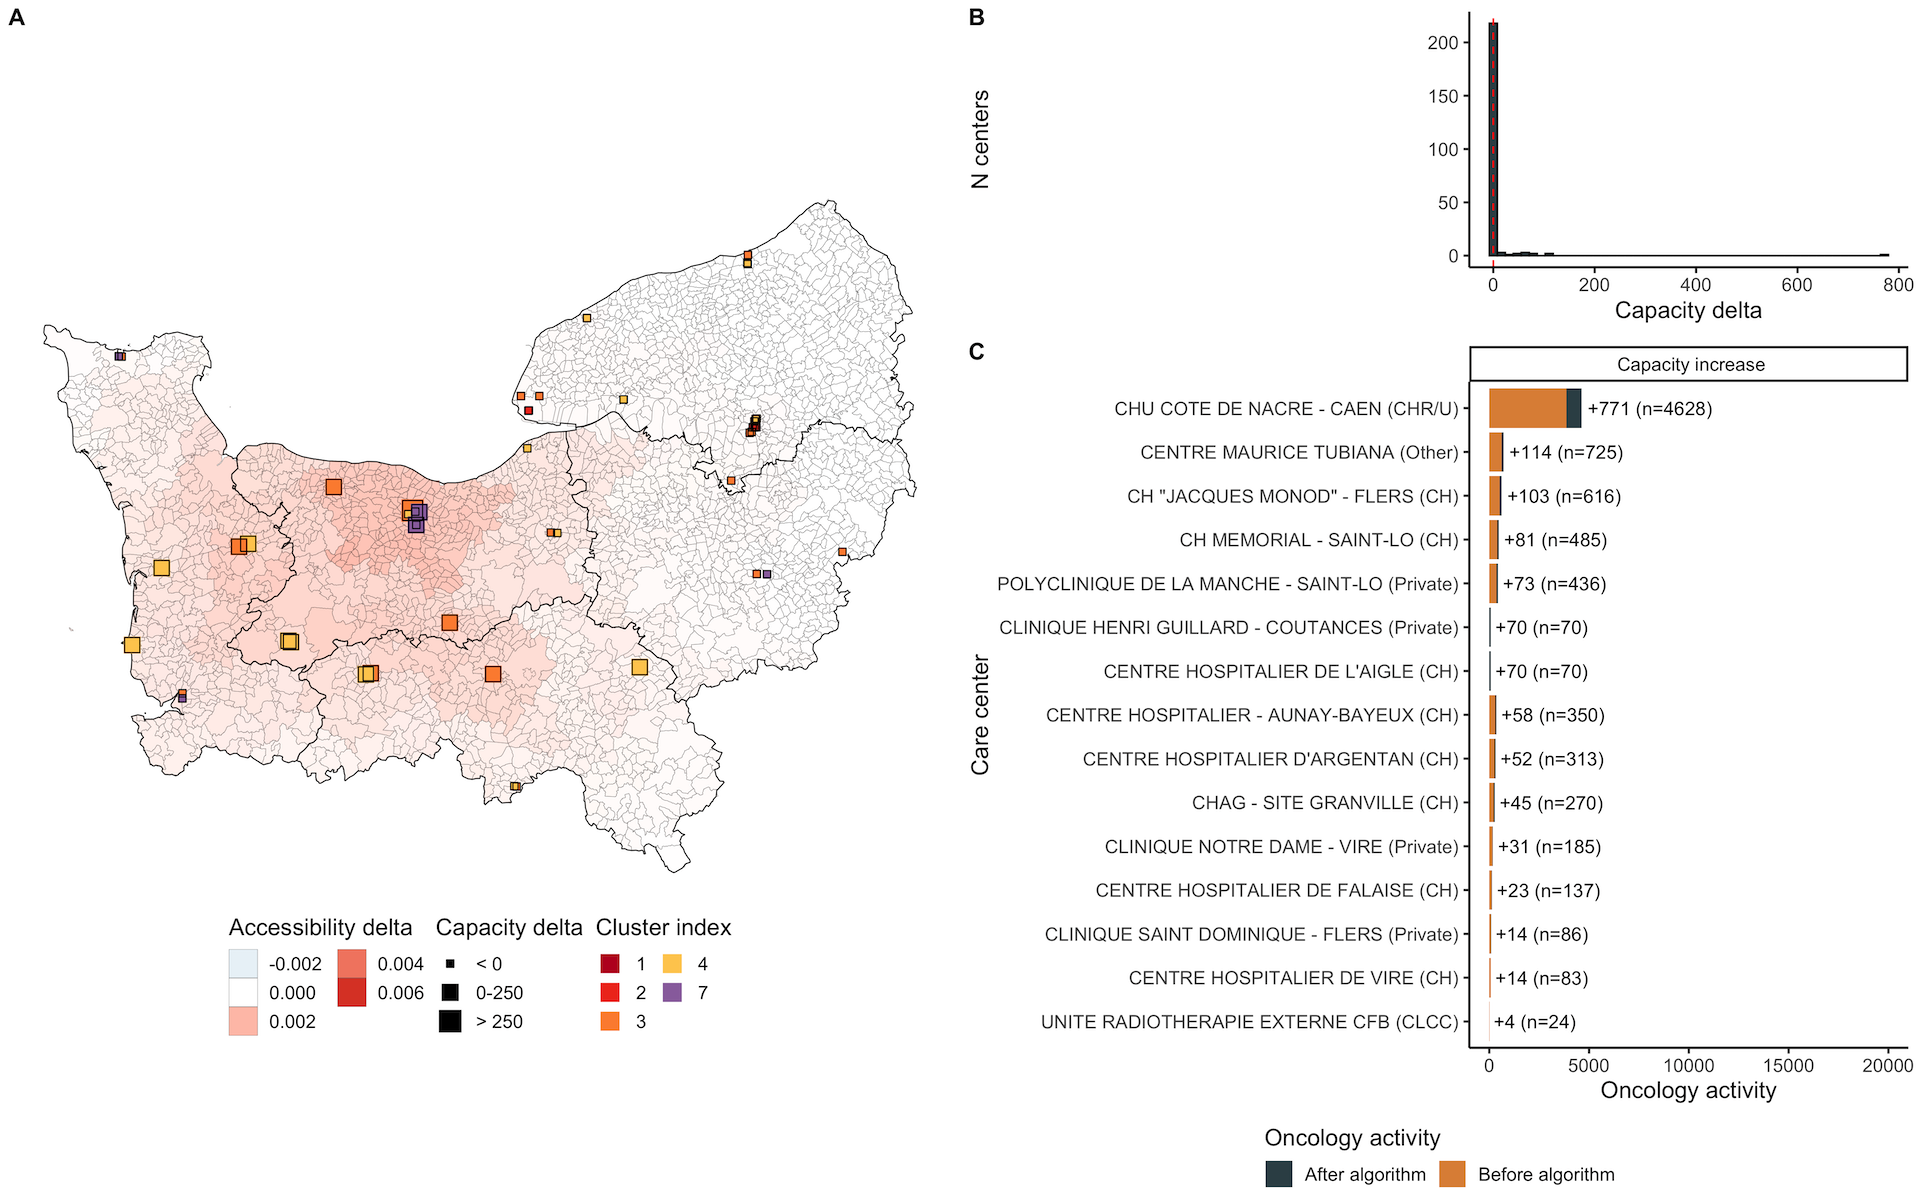 A
Accessibility delta
-0.002
0.000
0.002
0.004
0.006
Capacity delta
< 0
0-250
> 250
Cluster index
1
2
3
4
7
B
N centers
200
150
100
50
0
0 200 400 600 800
Capacity delta
C
Capacity increase
Care center
CHU COTE DE NACRE - CAEN (CHR/U) +771 (n=4628)
CENTRE MAURICE TUBIANA (Other) +114 (n=725)
CH "JACQUES MONOD" - FLERS (CH) +103 (n=616)
CH MEMORIAL - SAINT-LO (CH) +81 (n=485)
POLYCLINIQUE DE LA MANCHE - SAINT-LO (Private) +73 (n=436)
CLINIQUE HENRI GUILLARD - COUTANCES (Private) +70 (n=70)
CENTRE HOSPITALIER DE L'AIGLE (CH) +70 (n=70)
CENTRE HOSPITALIER - AUNAY-BAYEUX (CH) +58 (n=350)
CENTRE HOSPITALIER D'ARGENTAN (CH) +52 (n=313)
CHAG - SITE GRANVILLE (CH) +45 (n=270)
CLINIQUE NOTRE DAME - VIRE (Private) +31 (n=185)
CENTRE HOSPITALIER DE FALAISE (CH) +23 (n=137)
CLINIQUE SAINT DOMINIQUE - FLERS (Private) +14 (n=86)
CENTRE HOSPITALIER DE VIRE (CH) +14 (n=83)
UNITE RADIOTHERAPIE EXTERNE CFB (CLCC) +4 (n=24)
0 5000 10000 15000 20000
Oncology activity
Oncology activity
After algorithm Before algorithm